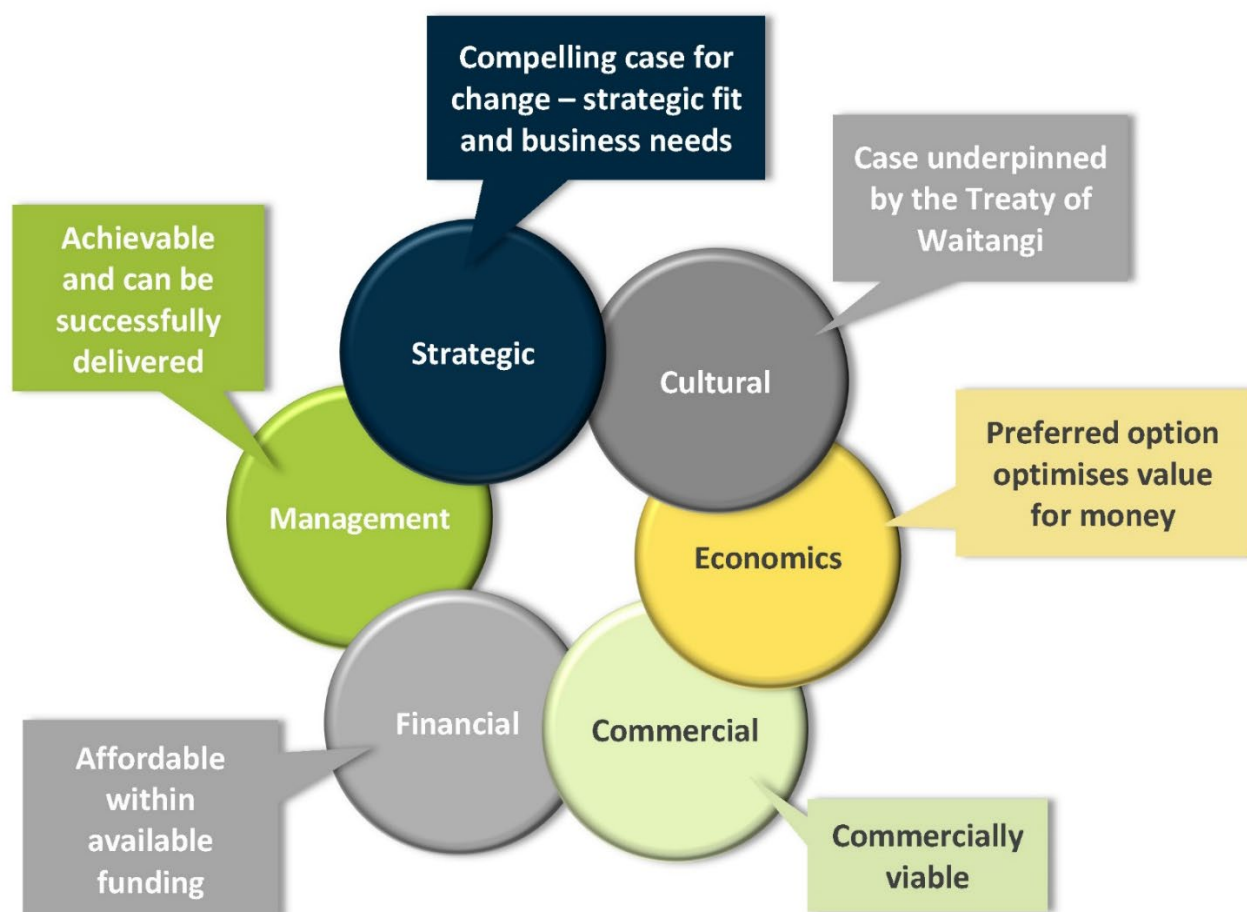 Compelling case for
change – strategic fit
and business needs
Case underpinned
by the Treaty of
Waitangi
Achievable
and can be
successfully
delivered
Strategic
Cultural
Preferred option
optimises value
for money
Management
Economics
Financial
Commercial
Affordable
within
available
funding
Commercially
viable